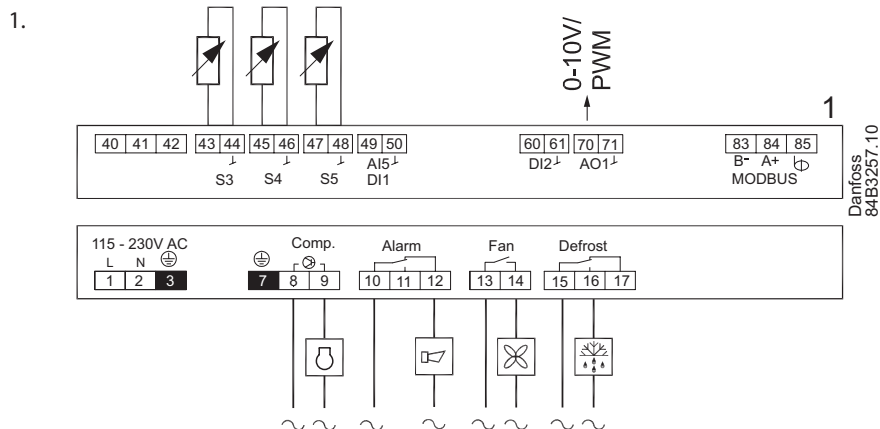 1.
0-10V/
PWM
1
40 41 42 43 44 45 46 47 48 49 50 60 61 70 71 83 84 85
S3 S4 S5 AI5 DI2 AO1 B- A+
DI1 MODBUS
Danfoss
84B3257.10
115 - 230V AC Comp. Alarm Fan Defrost
L N
1 2 3 7 8 9 10 11 12 13 14 15 16 17